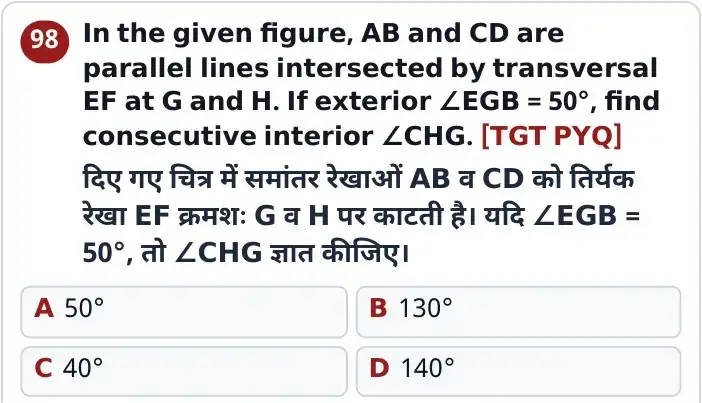 98 In the given figure, AB and CD are
parallel lines intersected by transversal
EF at G and H. If exterior ∠EGB = 50°, find
consecutive interior ∠CHG. [TGT PYQ]
दिए गए चित्र में समांतर रेखाओं AB व CD को तिर्यक
रेखा EF क्रमशः G व H पर काटती है। यदि ∠EGB =
50°, तो ∠CHG ज्ञात कीजिए।
A 50° B 130°
C 40° D 140°